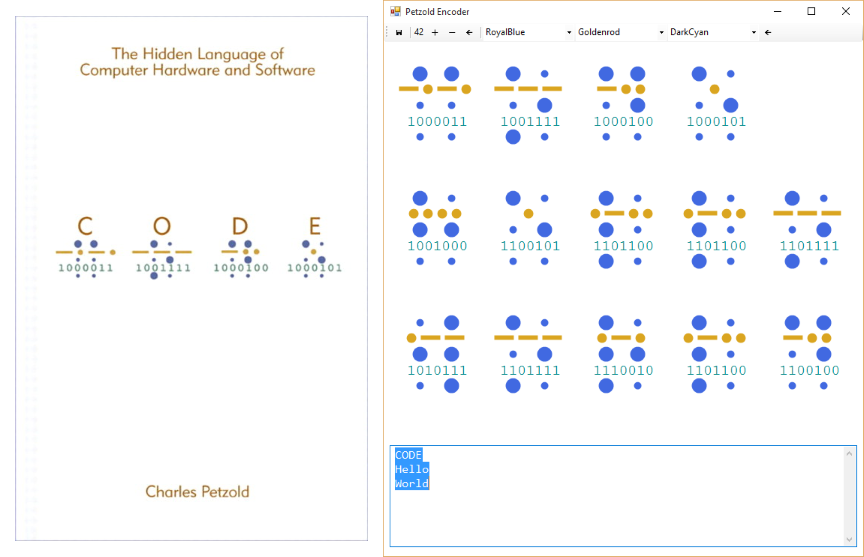 The Hidden Language of
Computer Hardware and Software
C O D E
1000011 1001111 1000100 1000101
Charles Petzold
Petzold Encoder
42 + − RoyalBlue Goldenrod DarkCyan
1000011 1001111 1000100 1000101
1001000 1100101 1101100 1101100 1101111
1010111 1101111 1110010 1101100 1100100
CODE
Hello
World